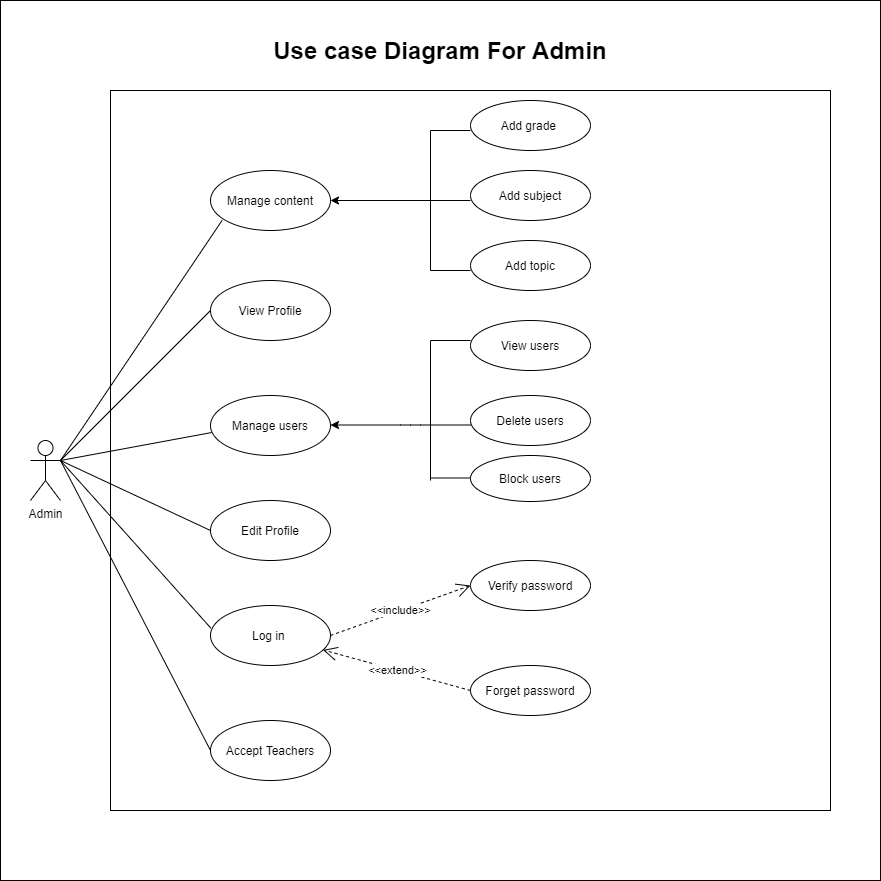 Use case Diagram For Admin
Add grade
Manage content
Add subject
Add topic
View Profile
View users
Manage users
Delete users
Block users
Admin
Edit Profile
Verify password
<<include>>
Log in
<<extend>>
Forget password
Accept Teachers